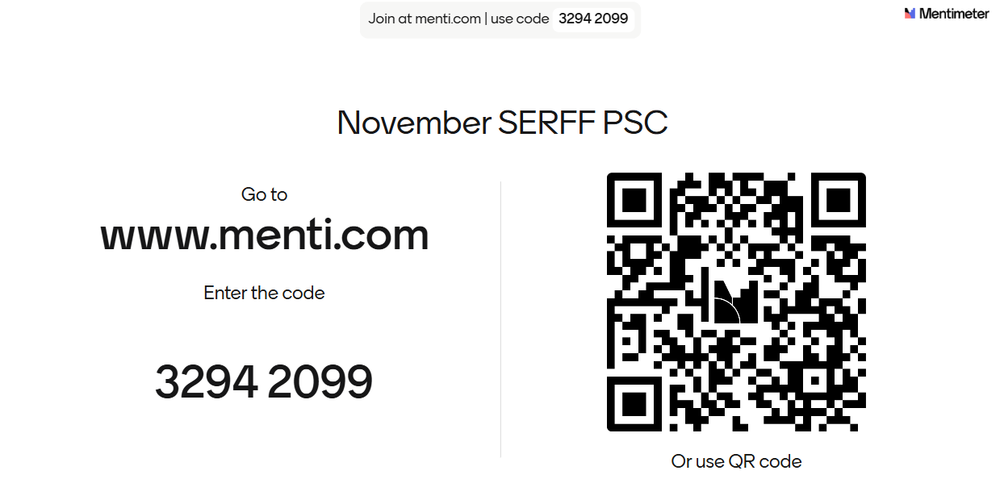 Join at menti.com | use code 3294 2099
Mentimeter
November SERFF PSC
Go to
www.menti.com
Enter the code
3294 2099
Or use QR code